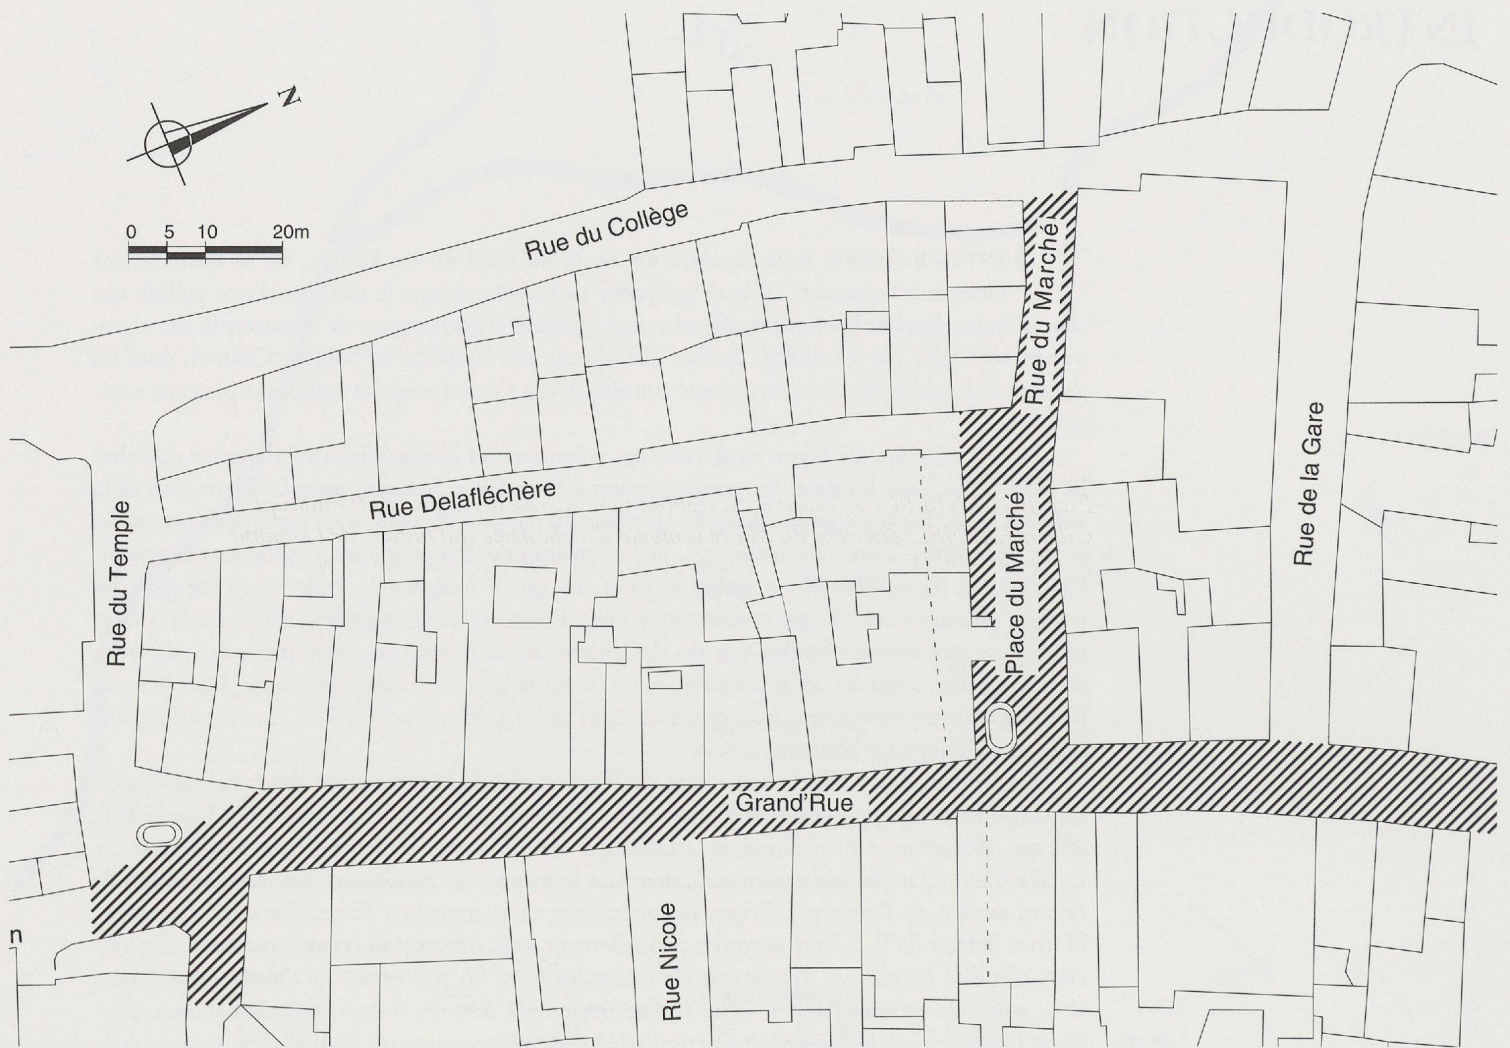 N
0 5 10 20m
Rue du Collège
Rue du Marché
Rue Delafléchère
Rue du Temple
Place du Marché
Rue de la Gare
Grand'Rue
Rue Nicole
n